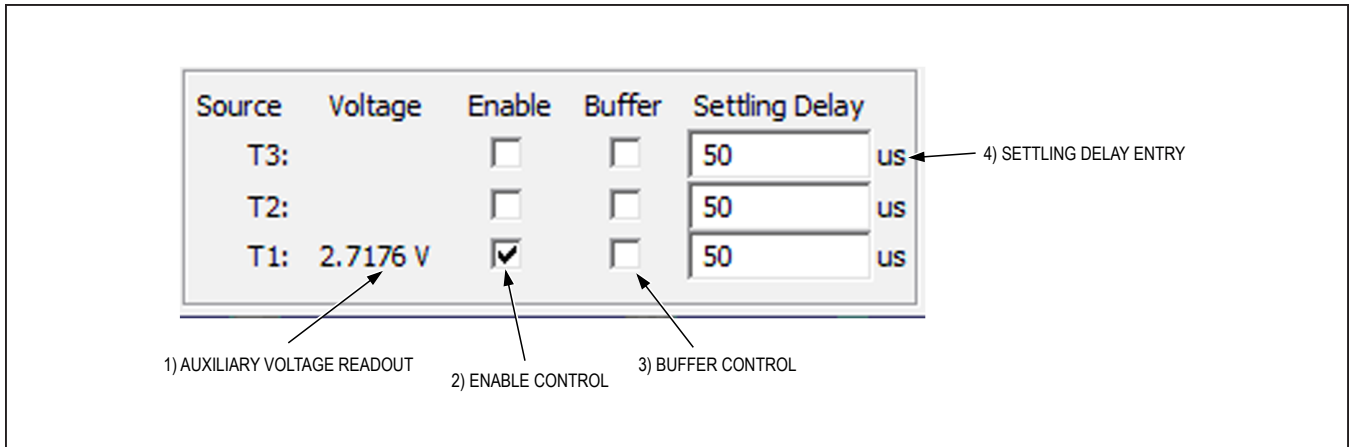 Source Voltage Enable Buffer Settling Delay
T3: 50 us
4) SETTLING DELAY ENTRY
T2: 50 us
T1: 2.7176 V 50 us
1) AUXILIARY VOLTAGE READOUT
2) ENABLE CONTROL
3) BUFFER CONTROL